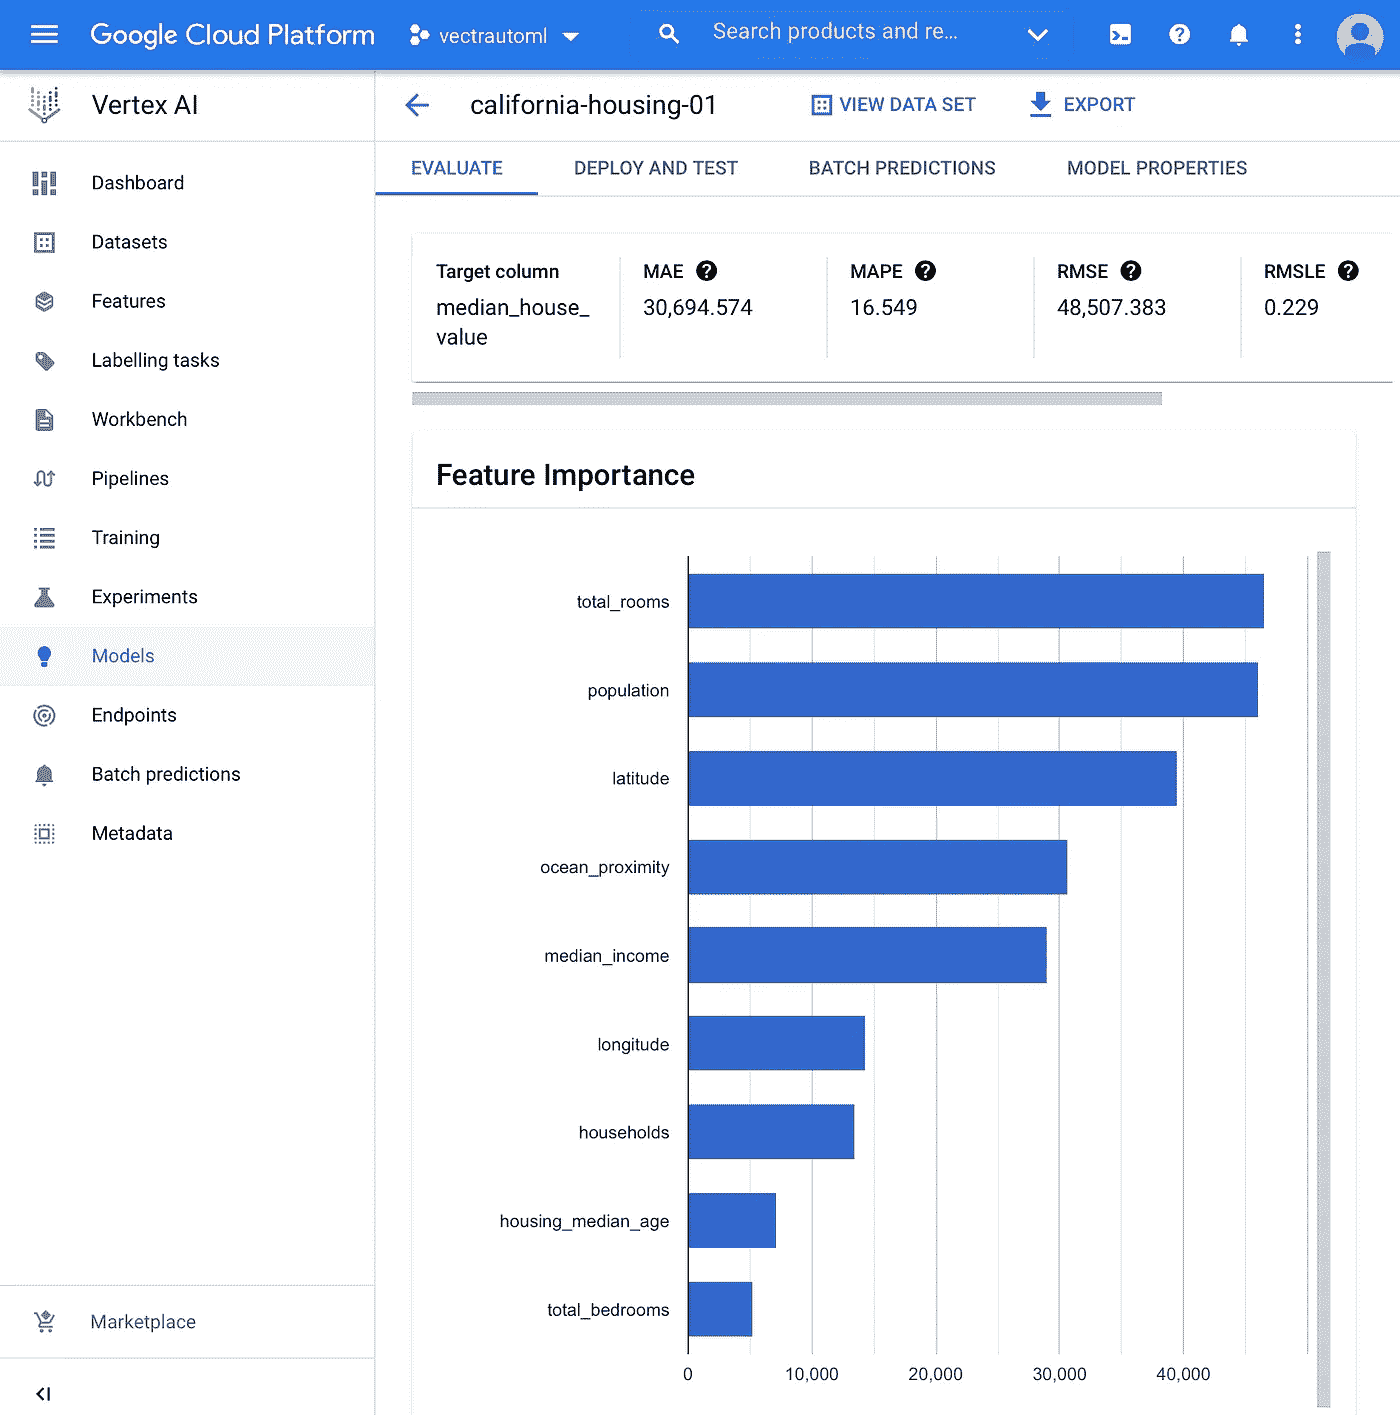 Google Cloud Platform
vectrautoml
Search products and re...
Vertex AI
california-housing-01
VIEW DATA SET
EXPORT
EVALUATE
DEPLOY AND TEST
BATCH PREDICTIONS
MODEL PROPERTIES
Dashboard
Datasets
Features
Labelling tasks
Workbench
Pipelines
Training
Experiments
Models
Endpoints
Batch predictions
Metadata
Marketplace
Target column
median_house_
value
MAE
30,694.574
MAPE
16.549
RMSE
48,507.383
RMSLE
0.229
Feature Importance
total_rooms
population
latitude
ocean_proximity
median_income
longitude
households
housing_median_age
total_bedrooms
0 10,000 20,000 30,000 40,000